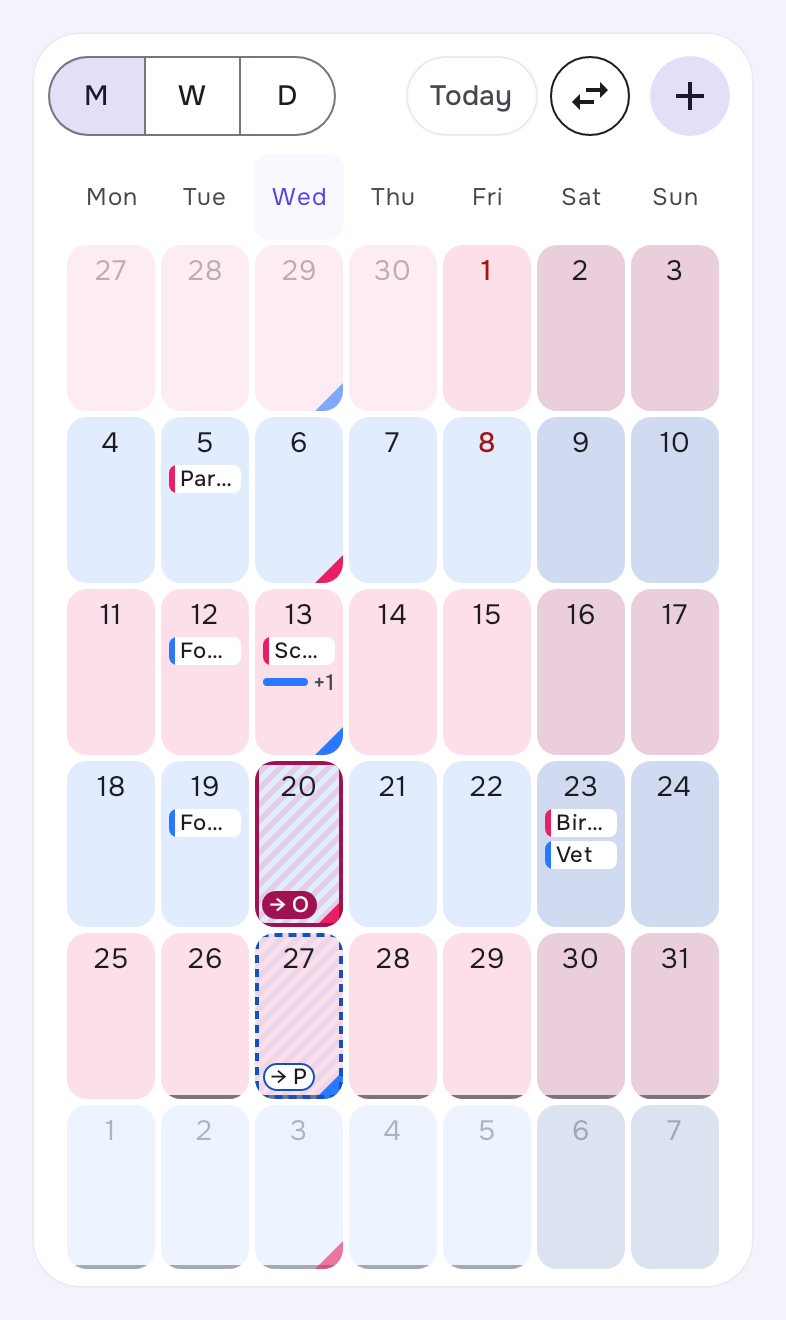 M W D Today +
Mon Tue Wed Thu Fri Sat Sun
27 28 29 30 1 2 3
4 5 6 7 8 9 10
Par...
11 12 13 14 15 16 17
Fo... Sc...
+1
18 19 20 21 22 23 24
Fo... Bir...
Vet
→ O
25 26 27 28 29 30 31
→ P
1 2 3 4 5 6 7